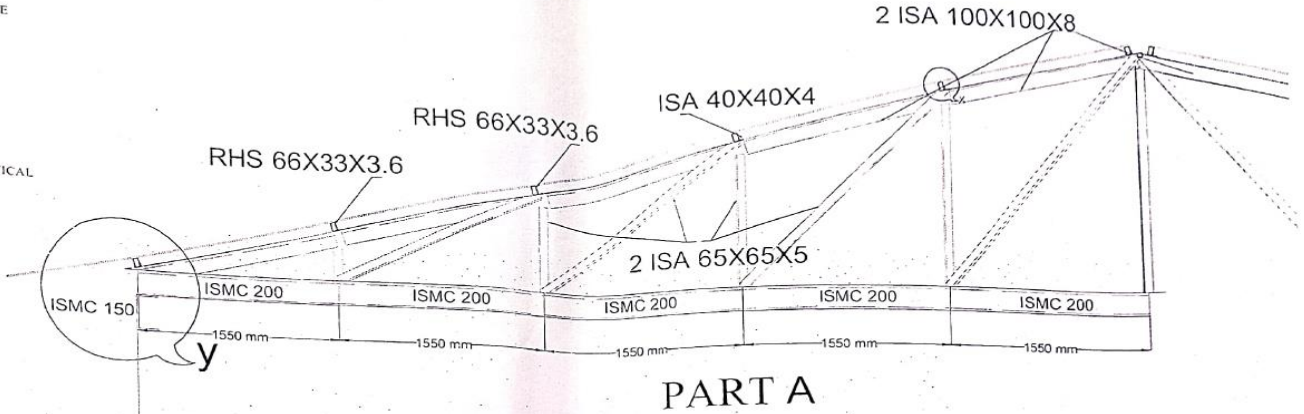 E
2 ISA 100X100X8
ISA 40X40X4
RHS 66X33X3.6
RHS 66X33X3.6
ICAL
x
2 ISA 65X65X5
ISMC 150
ISMC 200
ISMC 200
ISMC 200
ISMC 200
ISMC 200
1550 mm
1550 mm
1550 mm
1550 mm
1550 mm
y
PART A